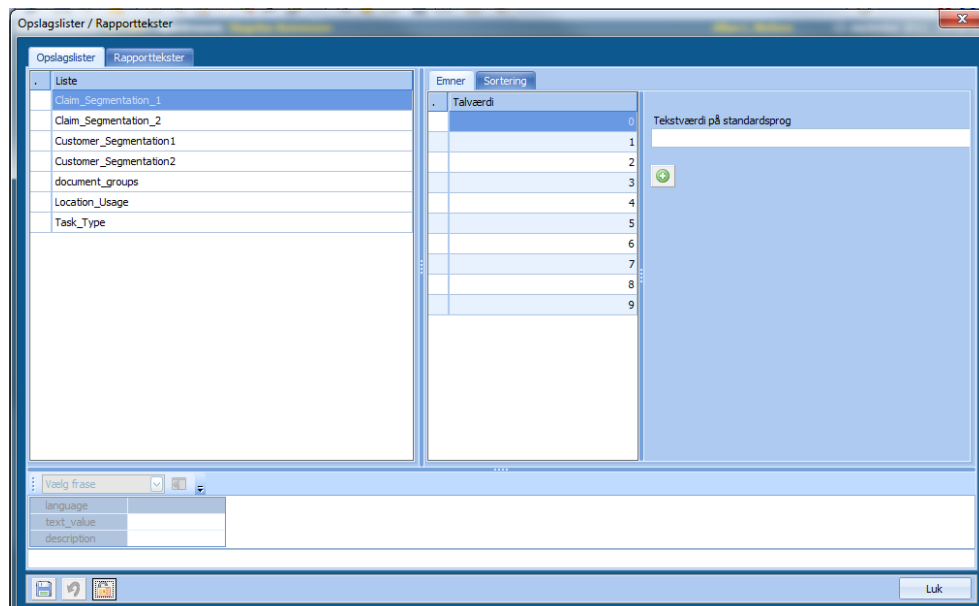 Opslagslister / Rapporttekster
Opslagslister Rapporttekster
. Liste
Claim_Segmentation_1
Claim_Segmentation_2
Customer_Segmentation1
Customer_Segmentation2
document_groups
Location_Usage
Task_Type
Emner Sortering
. Talværdi
0
1
2
3
4
5
6
7
8
9
Tekstværdi på standardsprog
Vælg frase
language
text_value
description
Luk